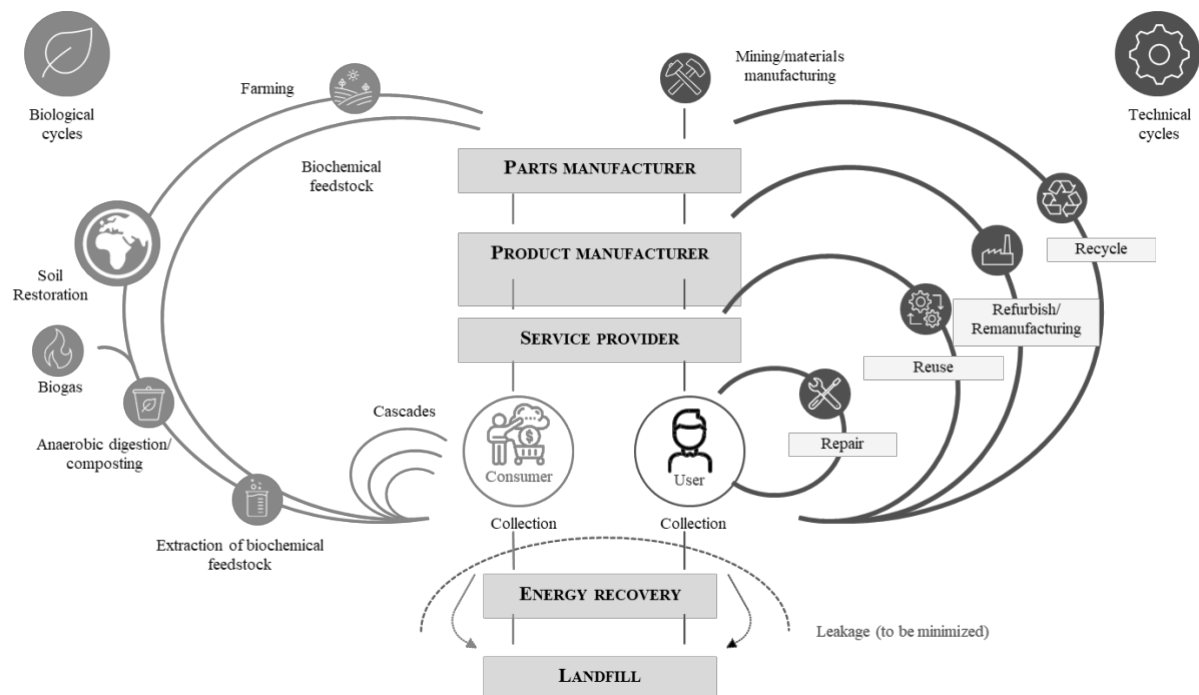 Biological
cycles
Farming
Biochemical
feedstock
Soil
Restoration
Biogas
Anaerobic digestion/
composting
Extraction of biochemical
feedstock
Cascades
Mining/materials
manufacturing
PARTS MANUFACTURER
PRODUCT MANUFACTURER
SERVICE PROVIDER
$
Consumer
User
Collection
Collection
ENERGY RECOVERY
LANDFILL
Leakage (to be minimized)
Technical
cycles
Recycle
Refurbish/
Remanufacturing
Reuse
Repair